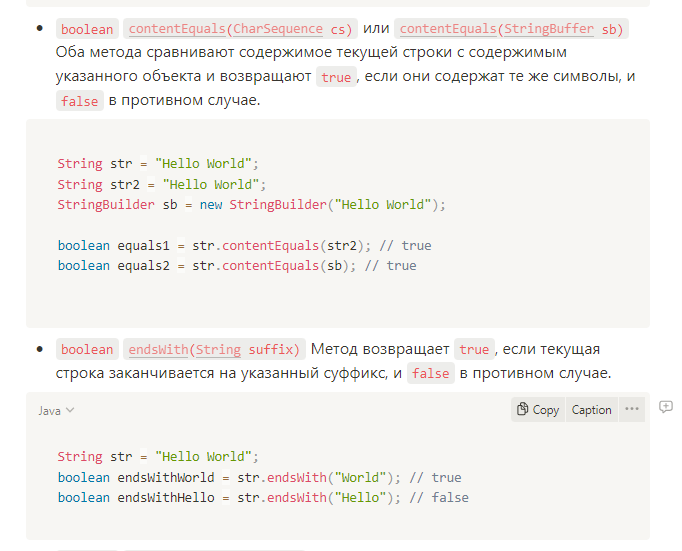 boolean contentEquals(CharSequence cs) или contentEquals(StringBuffer sb)
Оба метода сравнивают содержимое текущей строки с содержимым
указанного объекта и возвращают true, если они содержат те же символы, и
false в противном случае.
String str = "Hello World";
String str2 = "Hello World";
StringBuilder sb = new StringBuilder("Hello World");
boolean equals1 = str.contentEquals(str2); // true
boolean equals2 = str.contentEquals(sb); // true
boolean endsWith(String suffix) Метод возвращает true, если текущая
строка заканчивается на указанный суффикс, и false в противном случае.
Java Copy Caption
String str = "Hello World";
boolean endsWithWorld = str.endsWith("World"); // true
boolean endsWithHello = str.endsWith("Hello"); // false